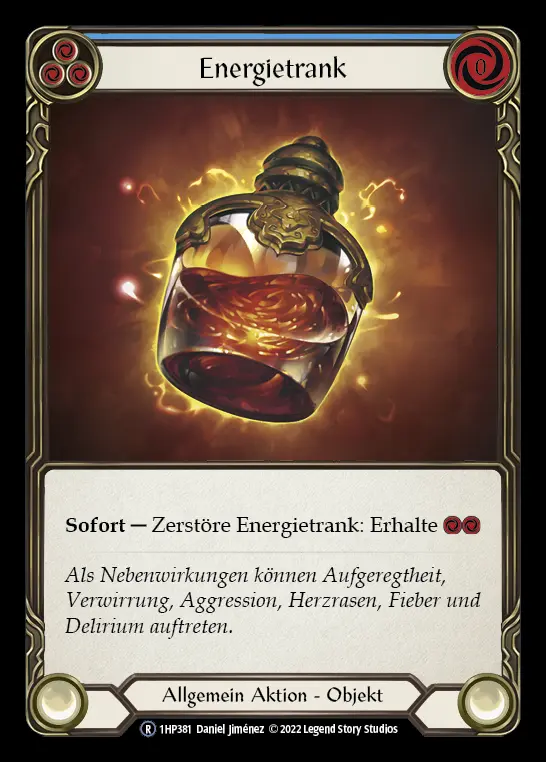 Energietrank
0
Sofort — Zerstöre Energietrank: Erhalte
Als Nebenwirkungen können Aufgeregtheit,
Verwirrung, Aggression, Herzrasen, Fieber und
Delirium auftreten.
Allgemein Aktion - Objekt
R 1HP381 Daniel Jiménez © 2022 Legend Story Studios